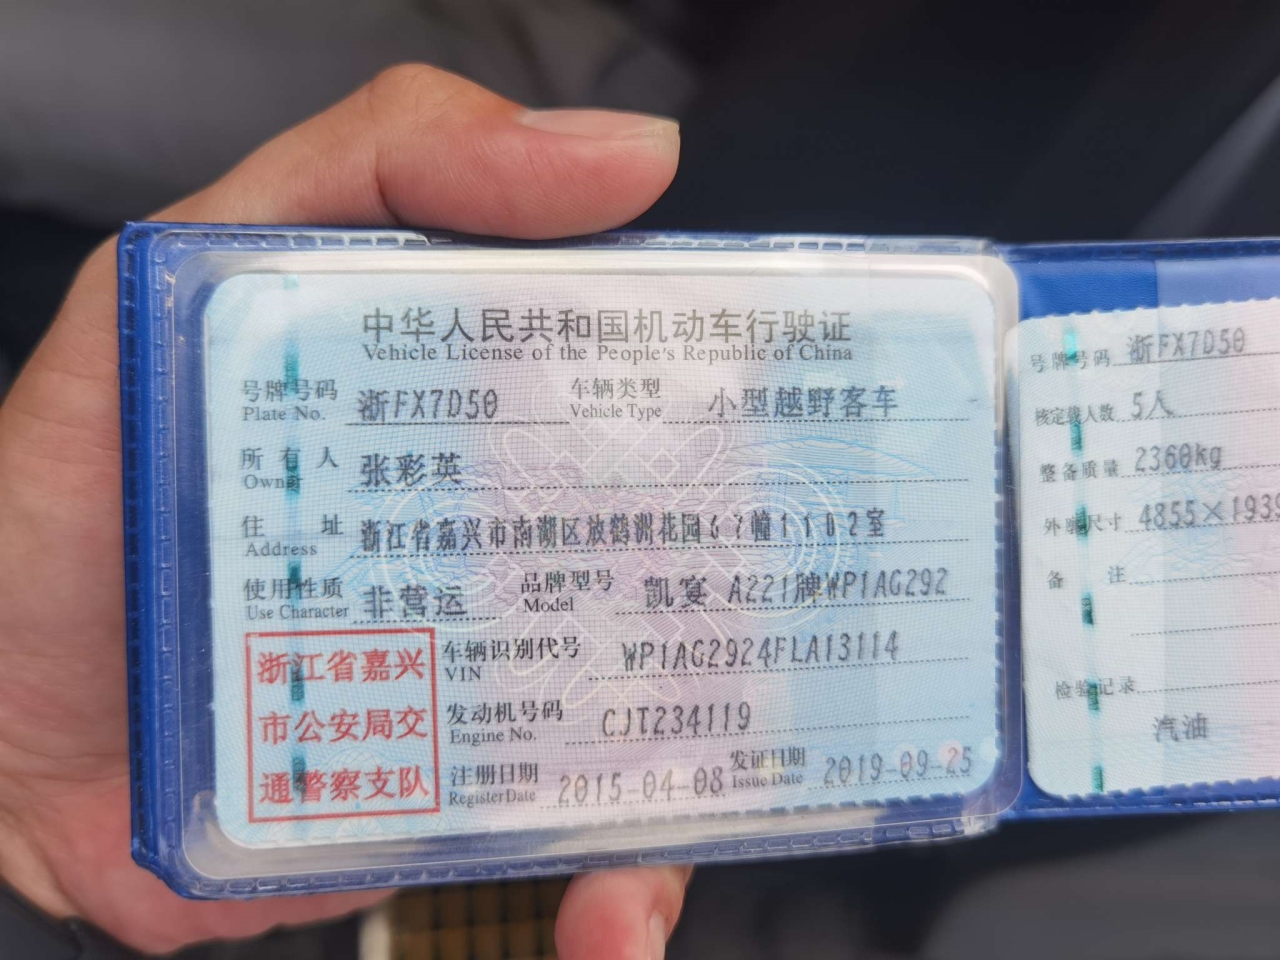 中华人民共和国机动车行驶证
Vehicle License of the People's Republic of China
号牌号码 浙FX7D50 车辆类型 小型越野客车
Plate No. Vehicle Type
所有人 张彩英
Owner
住址 浙江省嘉兴市南湖区放鹤洲花园67幢1102室
Address
使用性质 非营运 品牌型号 凯宴 A221牌WP1AG292
Use Character Model
浙江省嘉兴
市公安局交
通警察支队
车辆识别代号 WP1AG2924FLA13114
VIN
发动机号码 CJT234119
Engine No.
注册日期 2015-04-08 发证日期 2019-09-25
Register Date Issue Date
号牌号码 浙FX7D50
核定载人数 5人
整备质量 2360kg
外廓尺寸 4855×1939
备注
检验记录
汽油